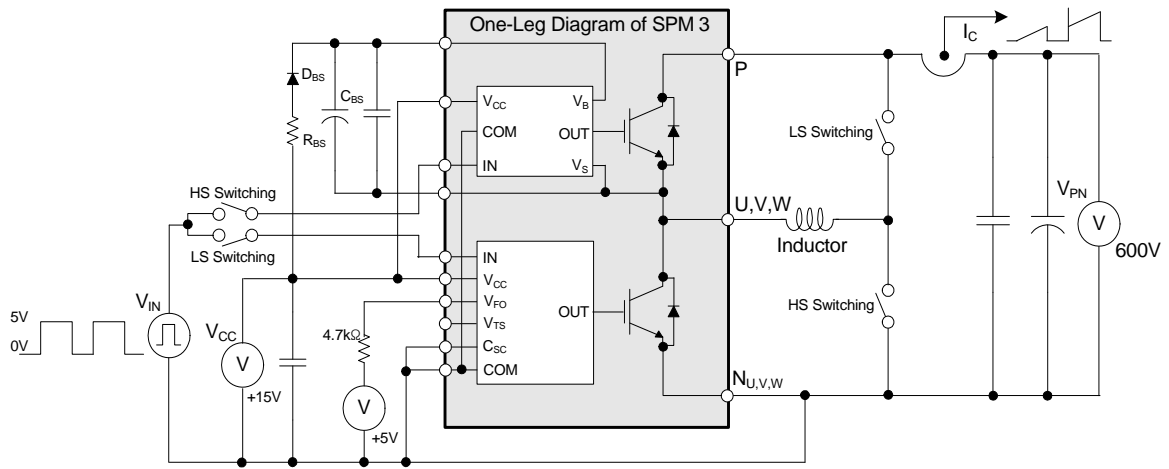 One-Leg Diagram of SPM 3
IC
P
DBS
CBS
RBS
VCC
VB
COM
OUT
IN
VS
LS Switching
HS Switching
LS Switching
U,V,W
Inductor
VPN
V
600V
IN
VCC
VFO
VTS
CSC
COM
OUT
HS Switching
VIN
5V
0V
VCC
V
+15V
4.7kΩ
V
+5V
NU,V,W